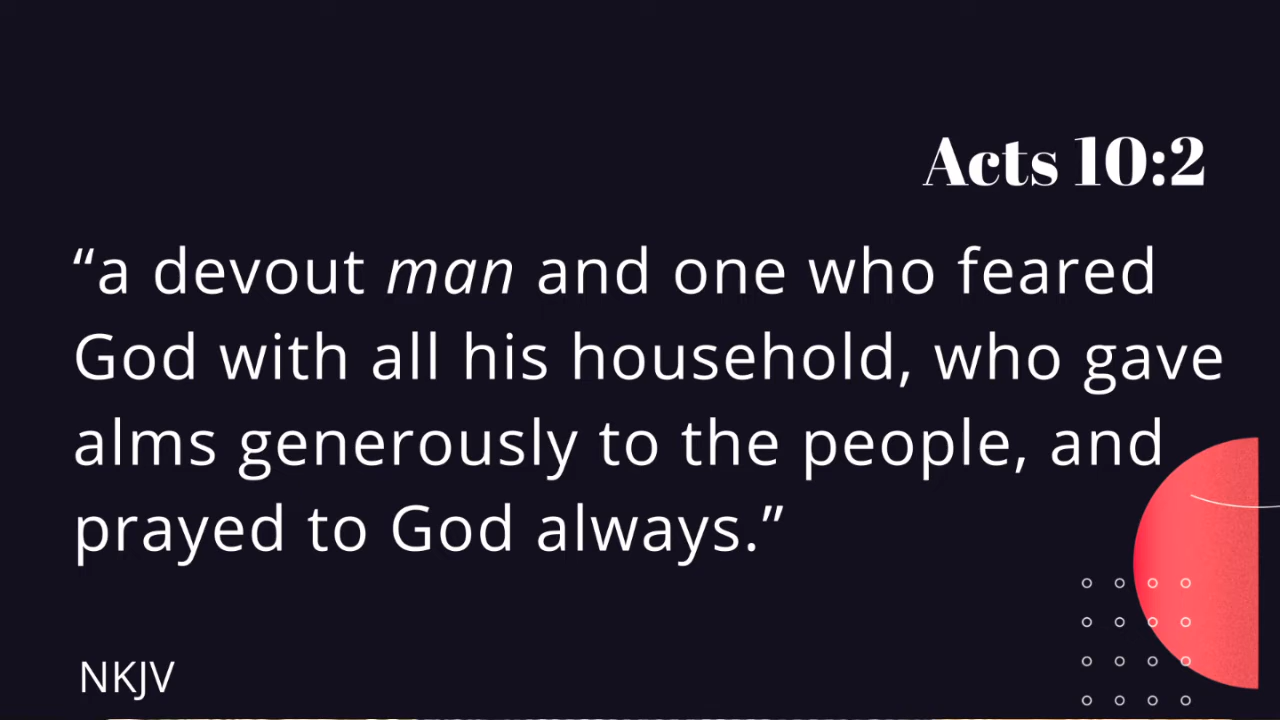 Acts 10:2
“a devout man and one who feared
God with all his household, who gave
alms generously to the people, and
prayed to God always.”
NKJV